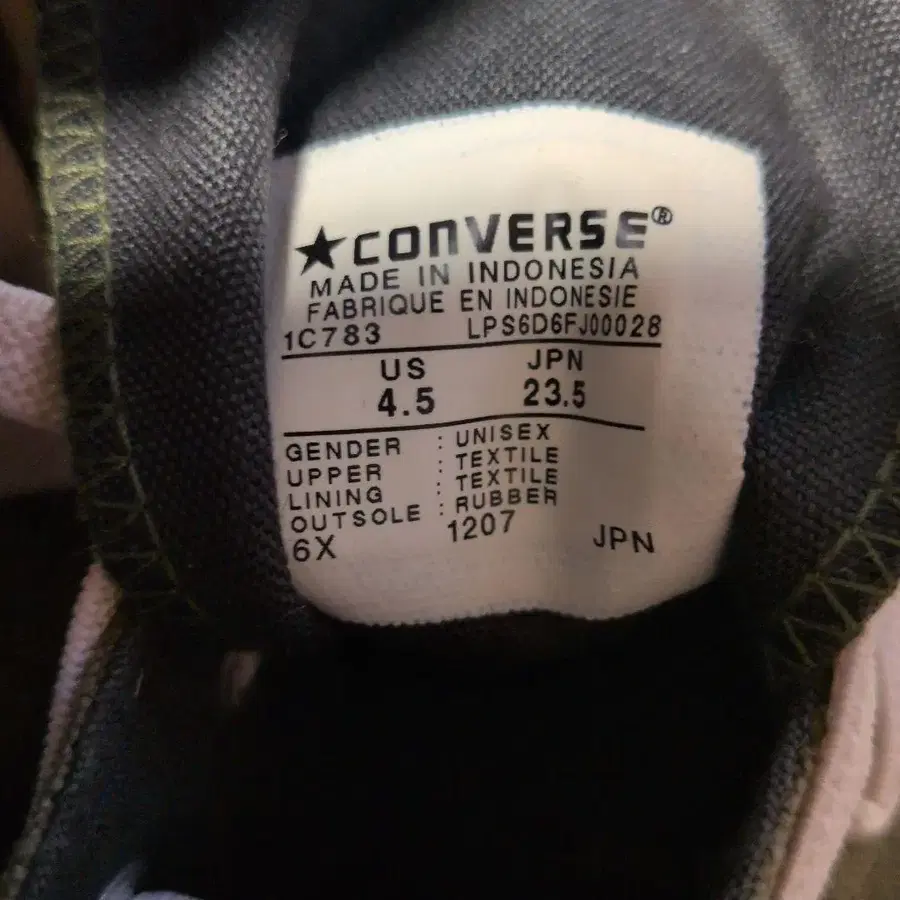 ★CONVERSE®
MADE IN INDONESIA
FABRIQUE EN INDONESIE
1C783 LPS6D6FJ00028
US JPN
4.5 23.5
GENDER : UNISEX
UPPER : TEXTILE
LINING : TEXTILE
OUTSOLE : RUBBER
6X 1207 JPN